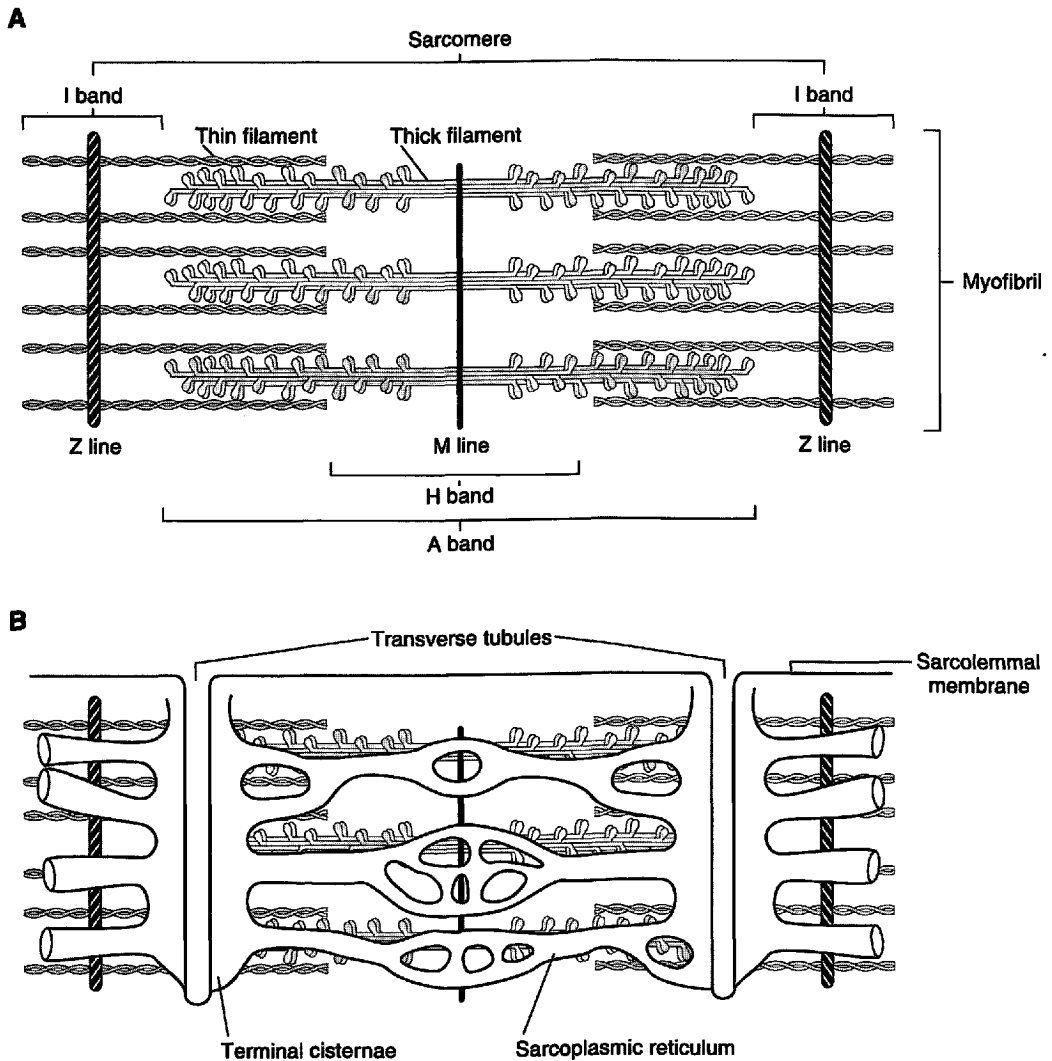 A
Sarcomere
I band
I band
Thin filament
Thick filament
Myofibril
Z line
M line
Z line
H band
A band
B
Transverse tubules
Sarcolemmal
membrane
Terminal cisternae
Sarcoplasmic reticulum